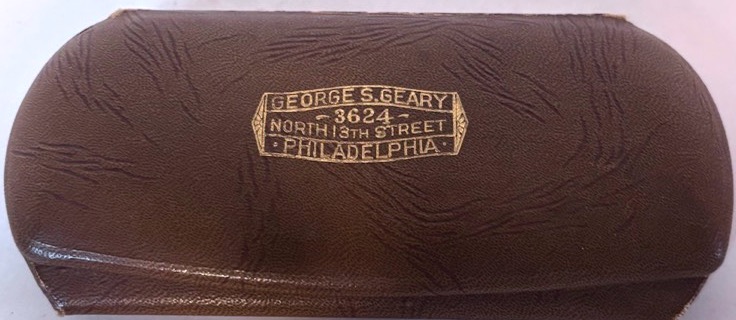 GEORGE S. GEARY
~ 3624 ~
NORTH 13TH STREET
· PHILADELPHIA ·